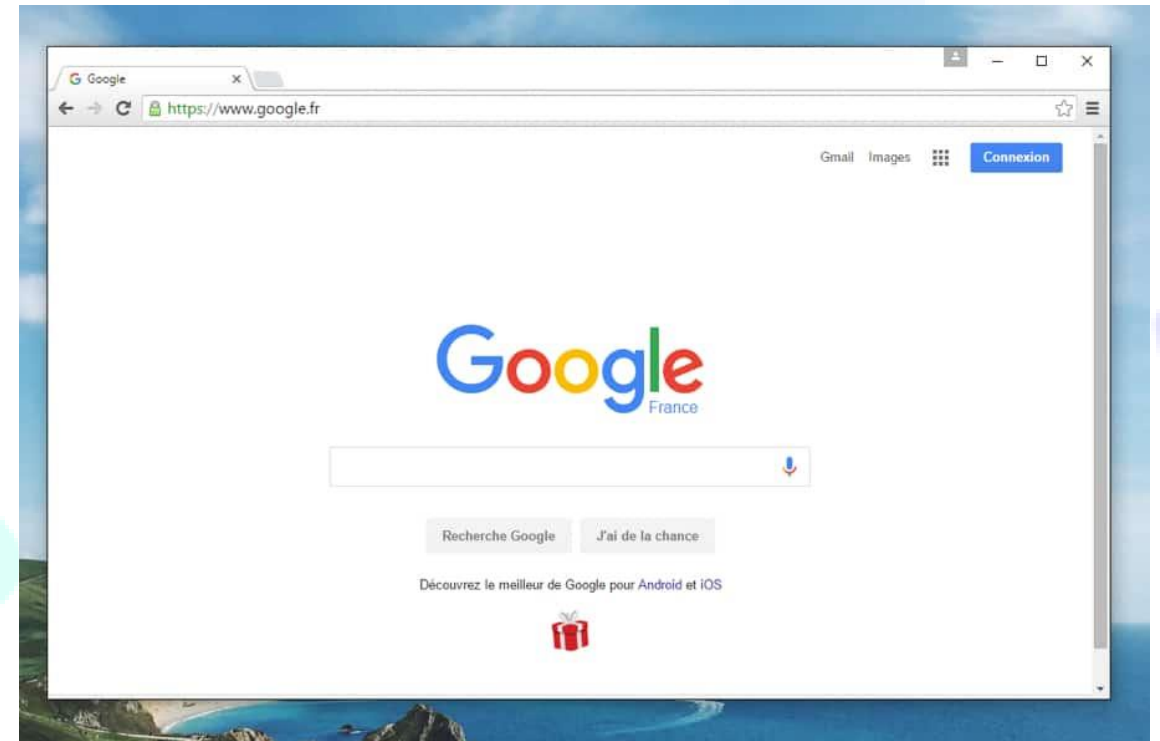 Google
https://www.google.fr
Gmail Images Connexion
Google
France
Recherche Google J'ai de la chance
Découvrez le meilleur de Google pour Android et iOS